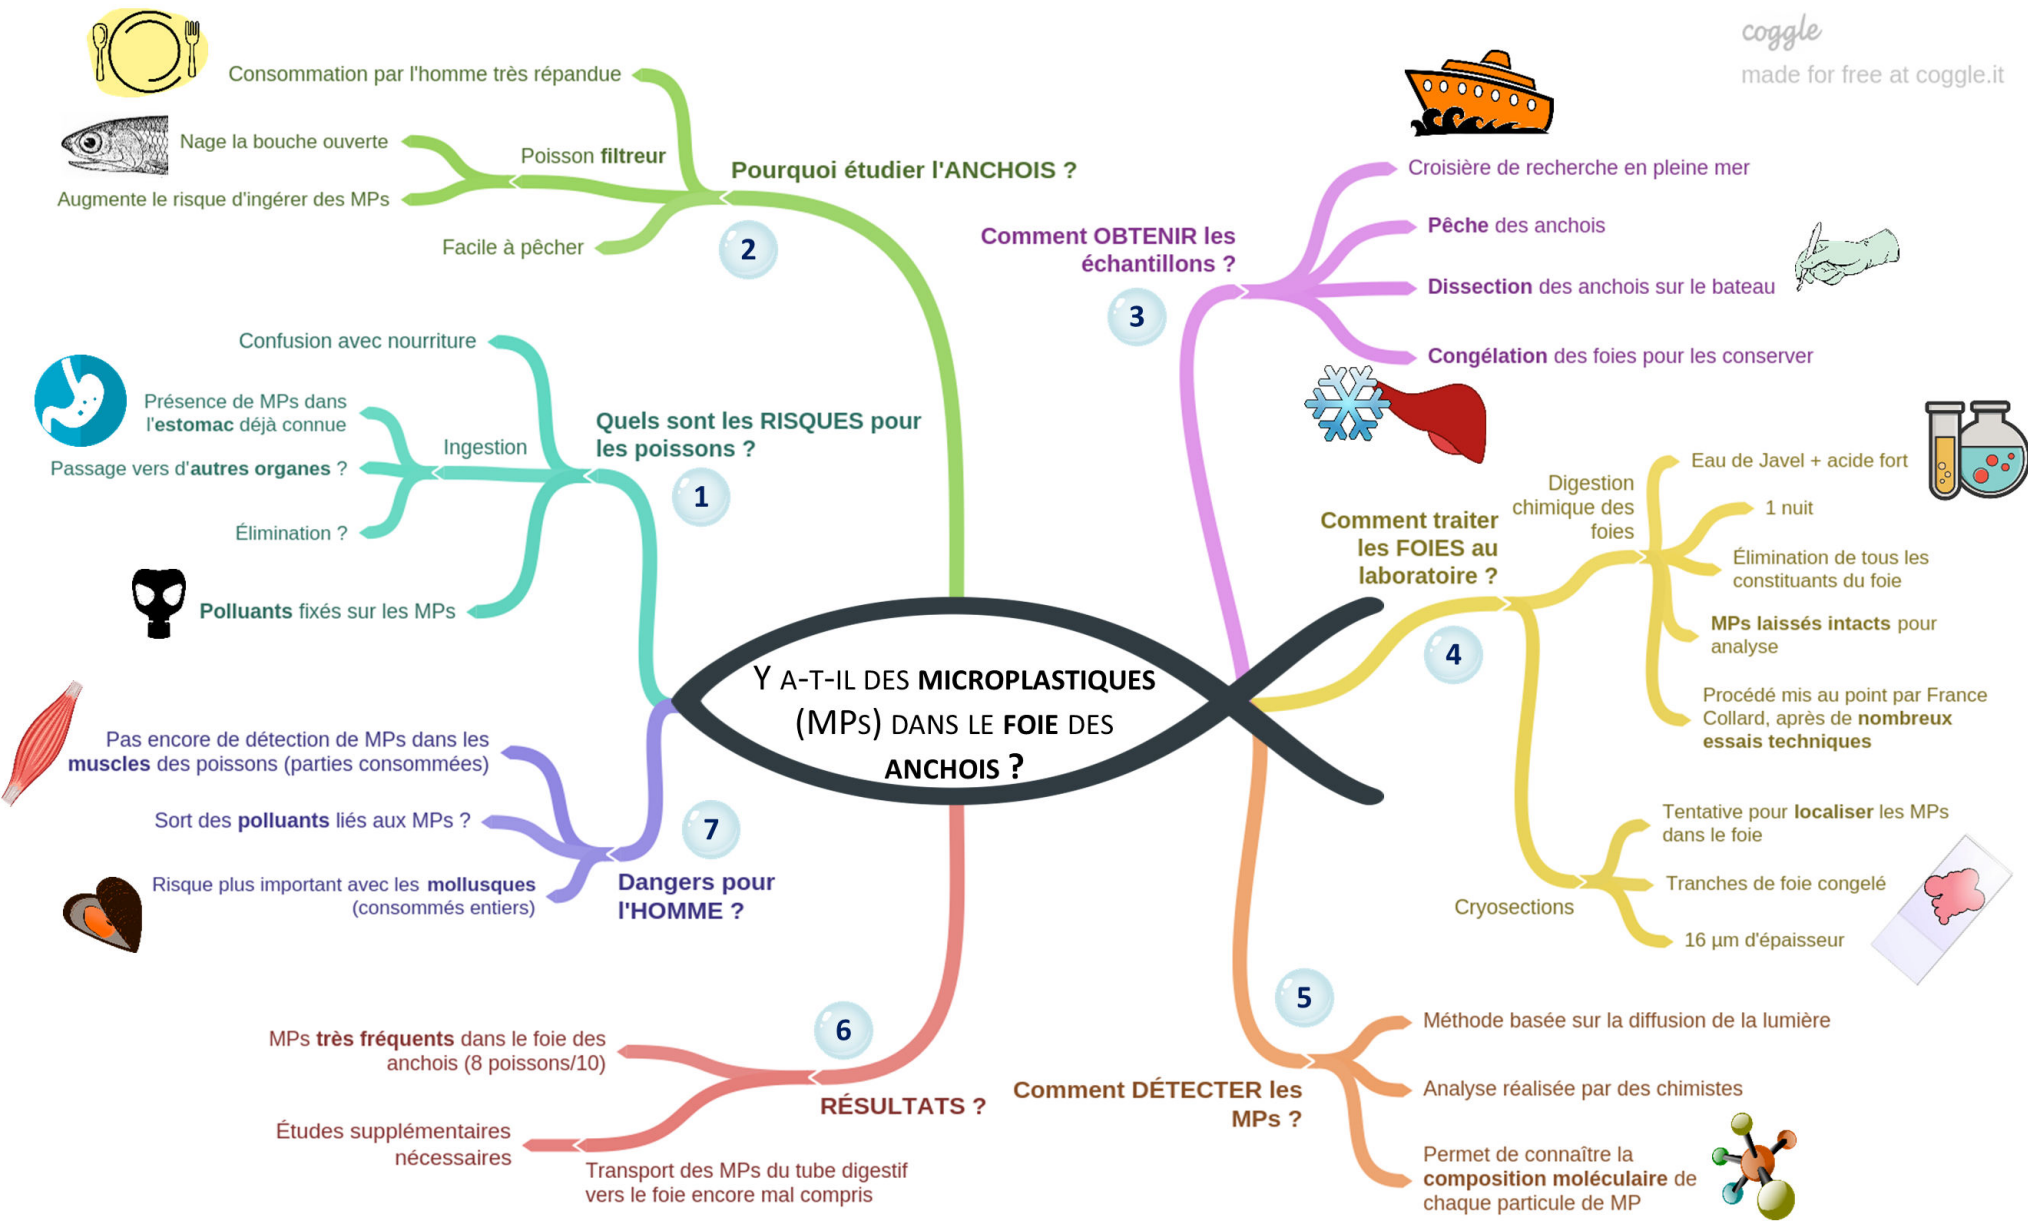 coggle
made for free at coggle.it
Y A-T-IL DES MICROPLASTIQUES
(MPS) DANS LE FOIE DES
ANCHOIS ?
1
Quels sont les RISQUES pour
les poissons ?
Confusion avec nourriture
Ingestion
Présence de MPs dans
l'estomac déjà connue
Passage vers d'autres organes ?
Élimination ?
Polluants fixés sur les MPs
2
Pourquoi étudier l'ANCHOIS ?
Consommation par l'homme très répandue
Poisson filtreur
Nage la bouche ouverte
Augmente le risque d'ingérer des MPs
Facile à pêcher
3
Comment OBTENIR les
échantillons ?
Croisière de recherche en pleine mer
Pêche des anchois
Dissection des anchois sur le bateau
Congélation des foies pour les conserver
4
Comment traiter
les FOIES au
laboratoire ?
Digestion
chimique des
foies
Eau de Javel + acide fort
1 nuit
Élimination de tous les
constituants du foie
MPs laissés intacts pour
analyse
Procédé mis au point par France
Collard, après de nombreux
essais techniques
Cryosections
Tentative pour localiser les MPs
dans le foie
Tranches de foie congelé
16 µm d'épaisseur
5
Comment DÉTECTER les
MPs ?
Méthode basée sur la diffusion de la lumière
Analyse réalisée par des chimistes
Permet de connaître la
composition moléculaire de
chaque particule de MP
6
RÉSULTATS ?
MPs très fréquents dans le foie des
anchois (8 poissons/10)
Transport des MPs du tube digestif
vers le foie encore mal compris
Études supplémentaires
nécessaires
7
Dangers pour
l'HOMME ?
Pas encore de détection de MPs dans les
muscles des poissons (parties consommées)
Sort des polluants liés aux MPs ?
Risque plus important avec les mollusques
(consommés entiers)